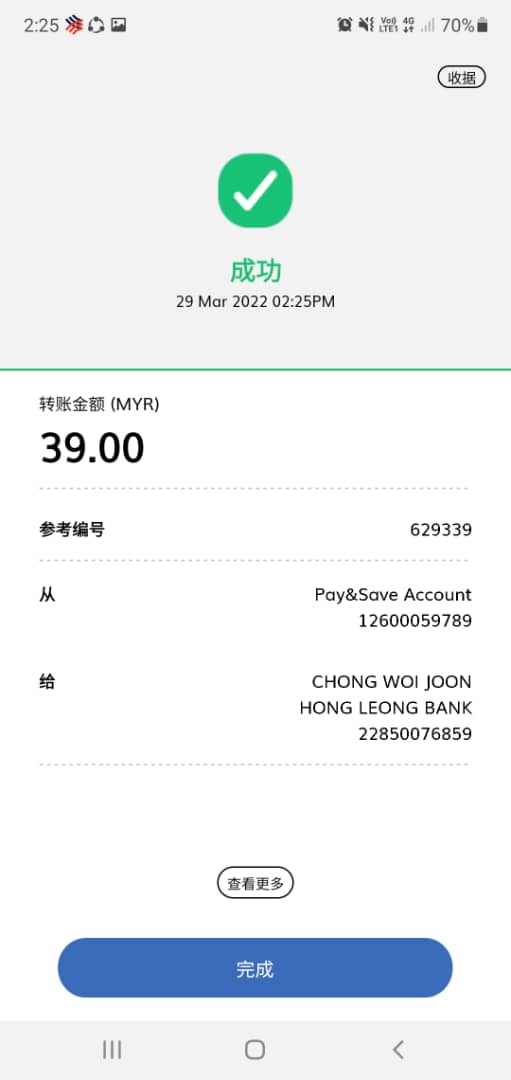 2:25
Vo)) LTE1 4G 70%
收据
成功
29 Mar 2022 02:25PM
转账金额 (MYR)
39.00
参考编号 629339
从 Pay&Save Account
12600059789
给 CHONG WOI JOON
HONG LEONG BANK
22850076859
查看更多
完成